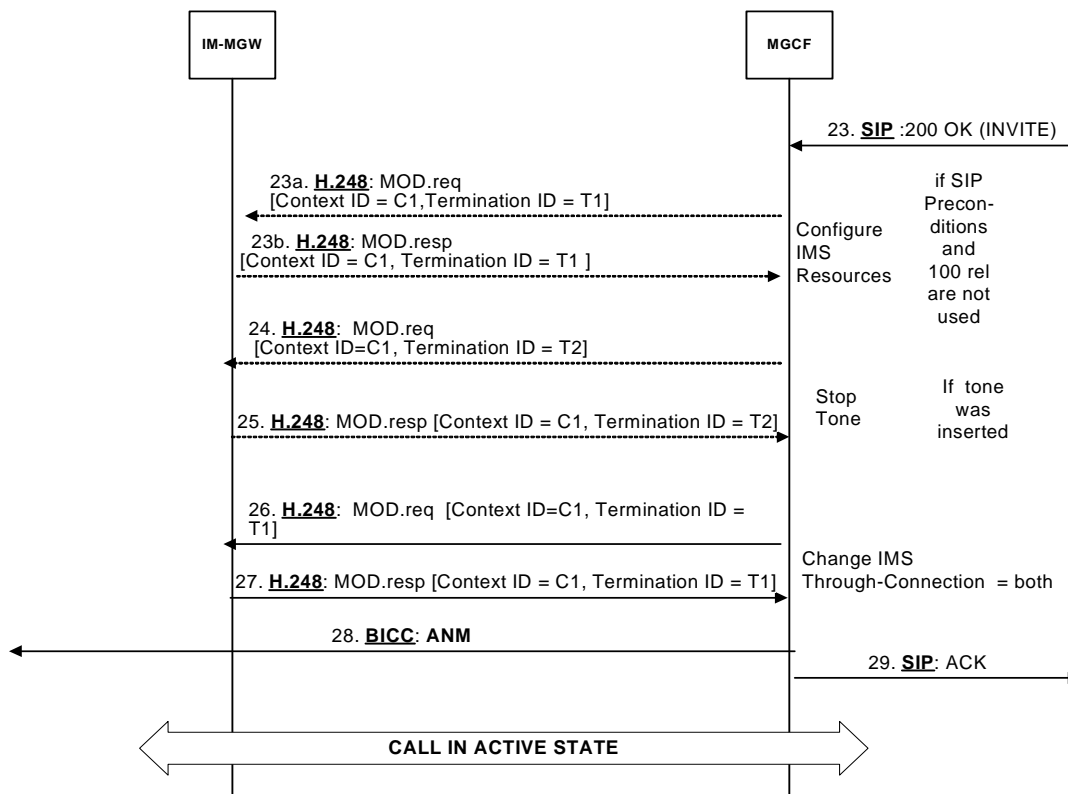 IM-MGW
MGCF
23. SIP :200 OK (INVITE)
23a. H.248: MOD.req
[Context ID = C1,Termination ID = T1]
if SIP
Precon-
ditions
and
100 rel
are not
used
Configure
IMS
Resources
23b. H.248: MOD.resp
[Context ID = C1, Termination ID = T1 ]
24. H.248:  MOD.req
[Context ID=C1, Termination ID = T2]
Stop
Tone
If  tone
was
inserted
25. H.248: MOD.resp [Context ID = C1, Termination ID = T2]
26. H.248:  MOD.req  [Context ID=C1, Termination ID =
T1]
Change IMS
Through-Connection  = both
27. H.248: MOD.resp [Context ID = C1, Termination ID = T1]
28. BICC: ANM
29. SIP: ACK
CALL IN ACTIVE STATE